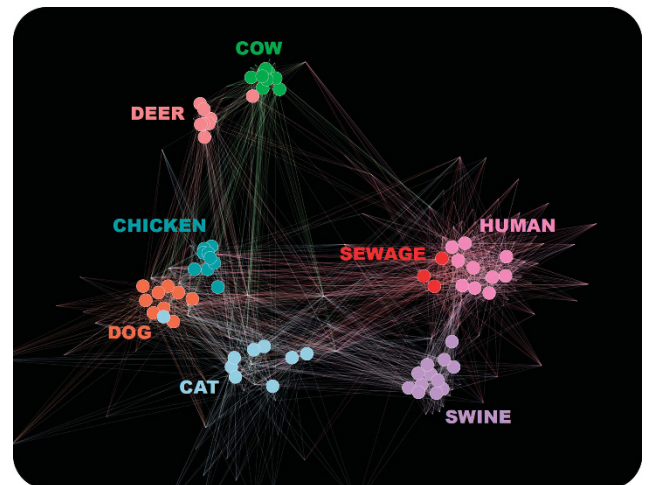 COW
DEER
CHICKEN
HUMAN
SEWAGE
DOG
CAT
SWINE